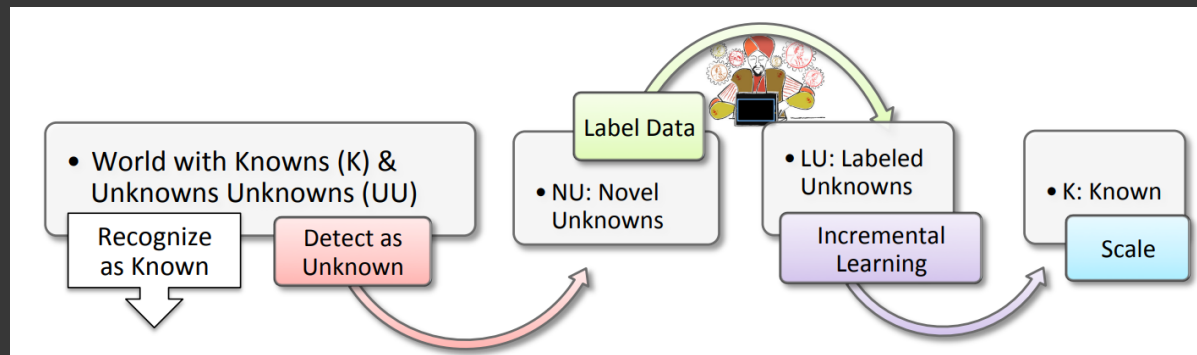 • World with Knowns (K) &
Unknowns Unknowns (UU)
Recognize
as Known
Detect as
Unknown
Label Data
• NU: Novel
Unknowns
• LU: Labeled
Unknowns
Incremental
Learning
• K: Known
Scale